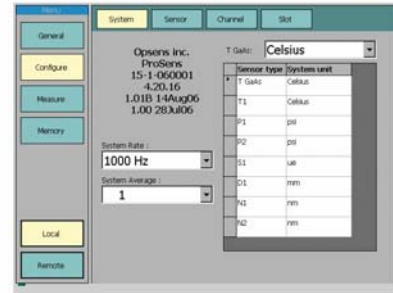 Menu
General
Configure
Measure
Memory
Local
Remote
System Sensor Channel Slot
Opsens inc.
ProSens
15-1-060001
4.20.16
1.01B 14Aug06
1.00 28Jul06
System Rate :
1000 Hz
System Average :
1
T GaAs: Celsius
Sensor type System unit
T GaAs Celsius
T1 Celsius
P1 psi
P2 psi
S1 ue
D1 mm
N1 nm
N2 nm